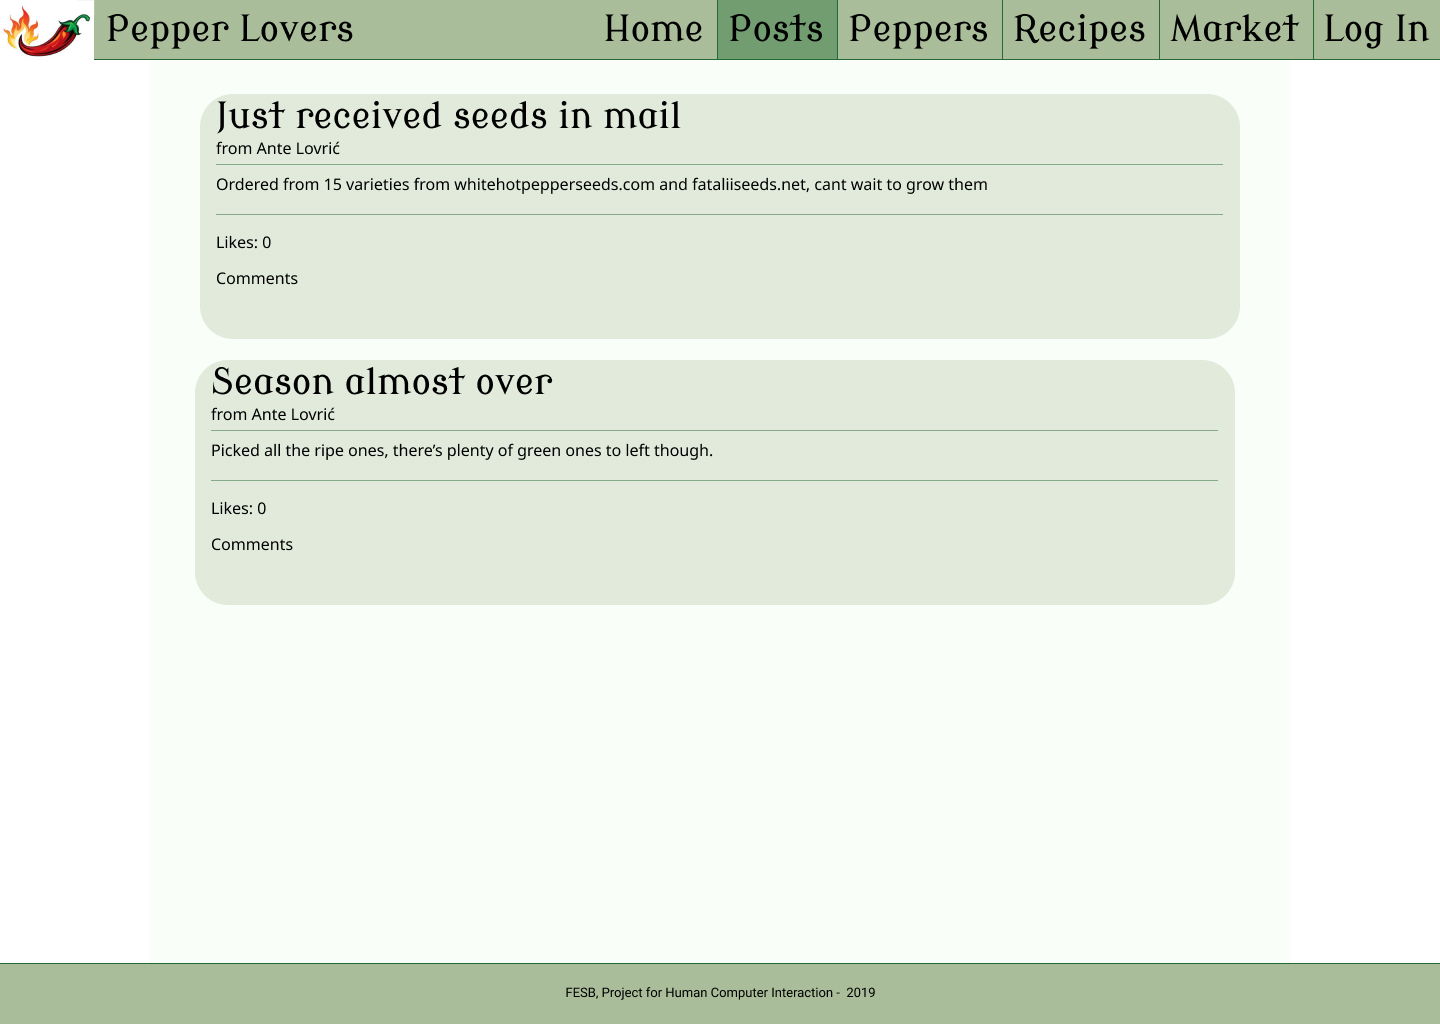 Pepper Lovers
Home
Posts
Peppers
Recipes
Market
Log In
Just received seeds in mail
from Ante Lovrić
Ordered from 15 varieties from whitehotpepperseeds.com and fataliiseeds.net, cant wait to grow them
Likes: 0
Comments
Season almost over
from Ante Lovrić
Picked all the ripe ones, there’s plenty of green ones to left though.
Likes: 0
Comments
FESB, Project for Human Computer Interaction - 2019